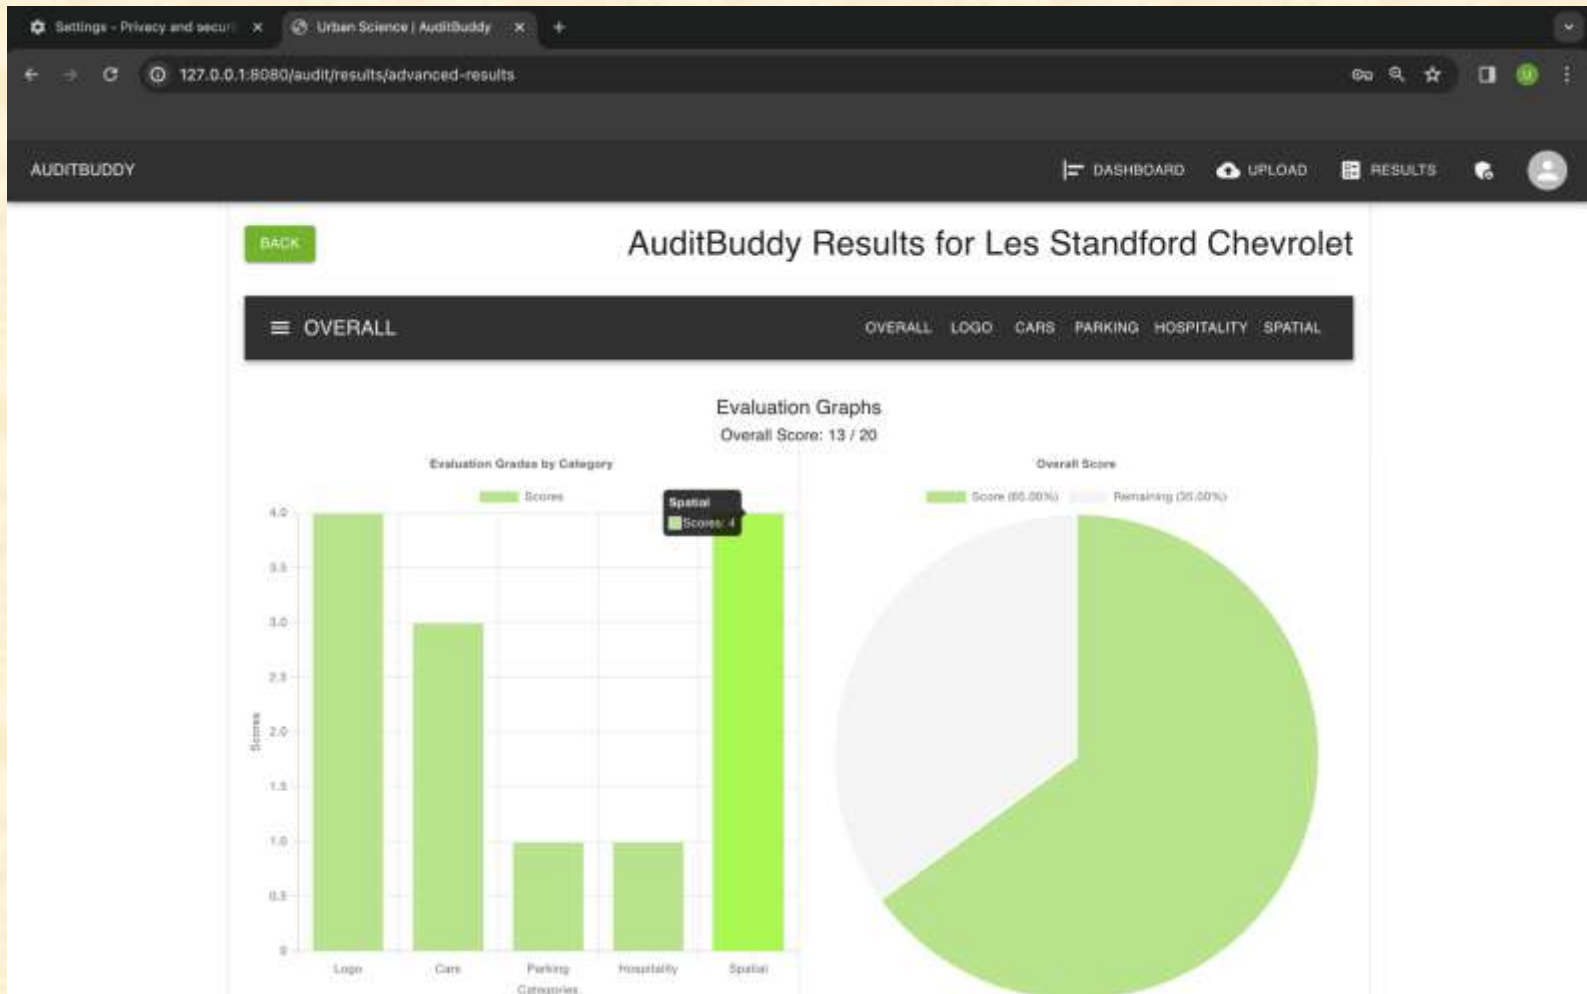 Settings - Privacy and securi
Urban Science | AuditBuddy
127.0.0.1:8080/audit/results/advanced-results
AUDITBUDDY
DASHBOARD
UPLOAD
RESULTS
BACK
AuditBuddy Results for Les Standford Chevrolet
OVERALL
OVERALL LOGO CARS PARKING HOSPITALITY SPATIAL
Evaluation Graphs
Overall Score: 13 / 20
Evaluation Grades by Category
Scores
Spatial
Scores: 4
4.0
3.5
3.0
2.5
2.0
1.5
1.0
0.5
0
Scores
Logo Cars Parking Hospitality Spatial
Categories
Overall Score
Score (65.00%) Remaining (35.00%)